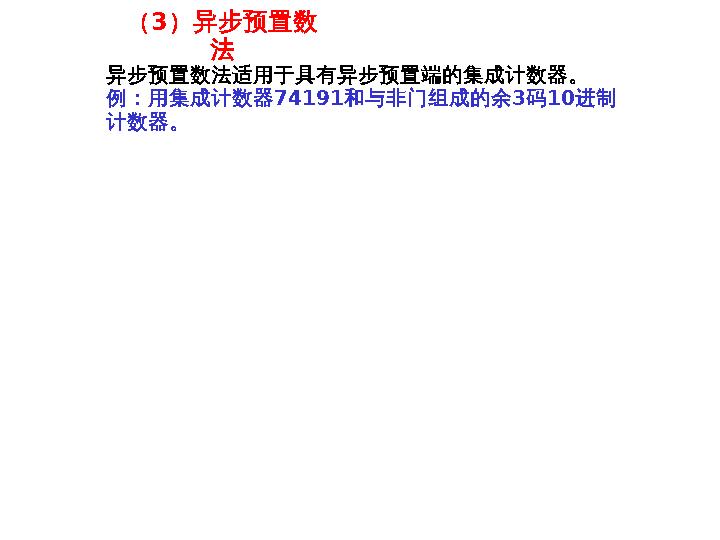 （3）异步预置数
法
异步预置数法适用于具有异步预置端的集成计数器。
例：用集成计数器74191和与非门组成的余3码10进制
计数器。